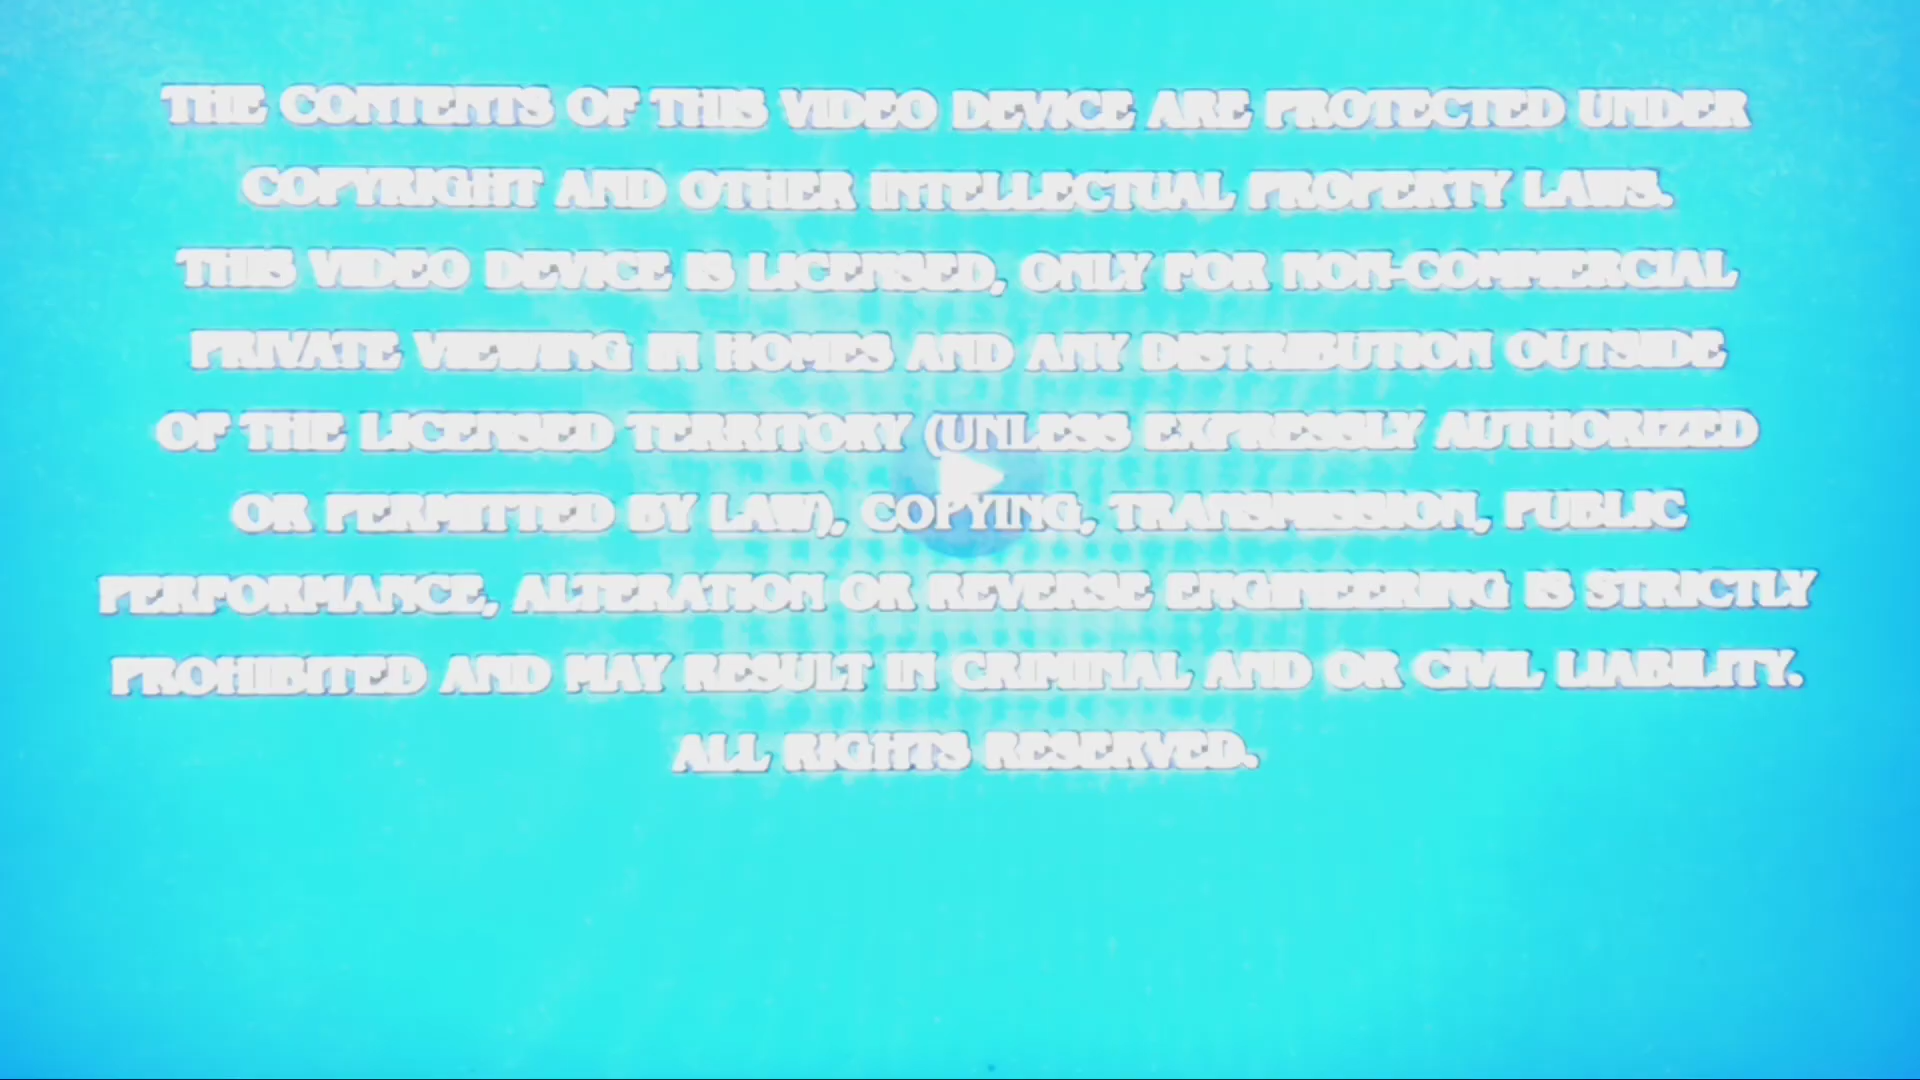 THE CONTENTS OF THIS VIDEO DEVICE ARE PROTECTED UNDER
COPYRIGHT AND OTHER INTELLECTUAL PROPERTY LAWS.
THIS VIDEO DEVICE IS LICENSED, ONLY FOR NON-COMMERCIAL
PRIVATE VIEWING IN HOMES AND ANY DISTRIBUTION OUTSIDE
OF THE LICENSED TERRITORY (UNLESS EXPRESSLY AUTHORIZED
OR PERMITTED BY LAW), COPYING, TRANSMISSION, PUBLIC
PERFORMANCE, ALTERATION OR REVERSE ENGINEERING IS STRICTLY
PROHIBITED AND MAY RESULT IN CRIMINAL AND OR CIVIL LIABILITY.
ALL RIGHTS RESERVED.